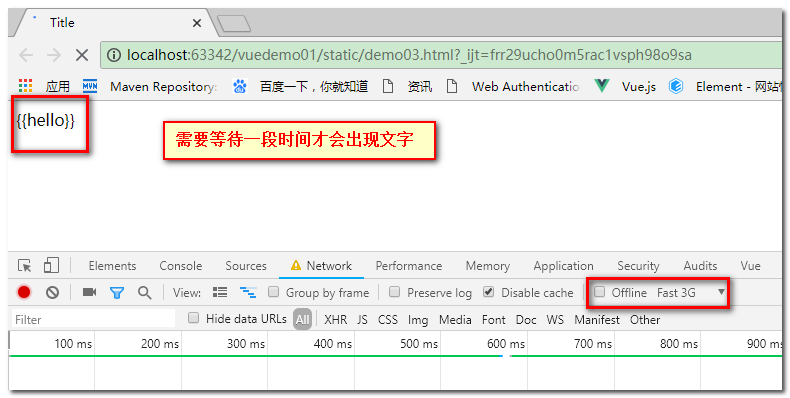 Title
localhost:63342/vuedemo01/static/demo03.html?_ijt=frr29ucho0m5rac1vsph98o9sa
应用 Maven Repository: 百度一下，你就知道 资讯 Web Authentication Vue.js Element - 网站快
{{hello}}
需要等待一段时间才会出现文字
Elements Console Sources Network Performance Memory Application Security Audits Vue
View: Group by frame Preserve log Disable cache Offline Fast 3G
Filter Hide data URLs All XHR JS CSS Img Media Font Doc WS Manifest Other
100 ms 200 ms 300 ms 400 ms 500 ms 600 ms 700 ms 800 ms 900 ms